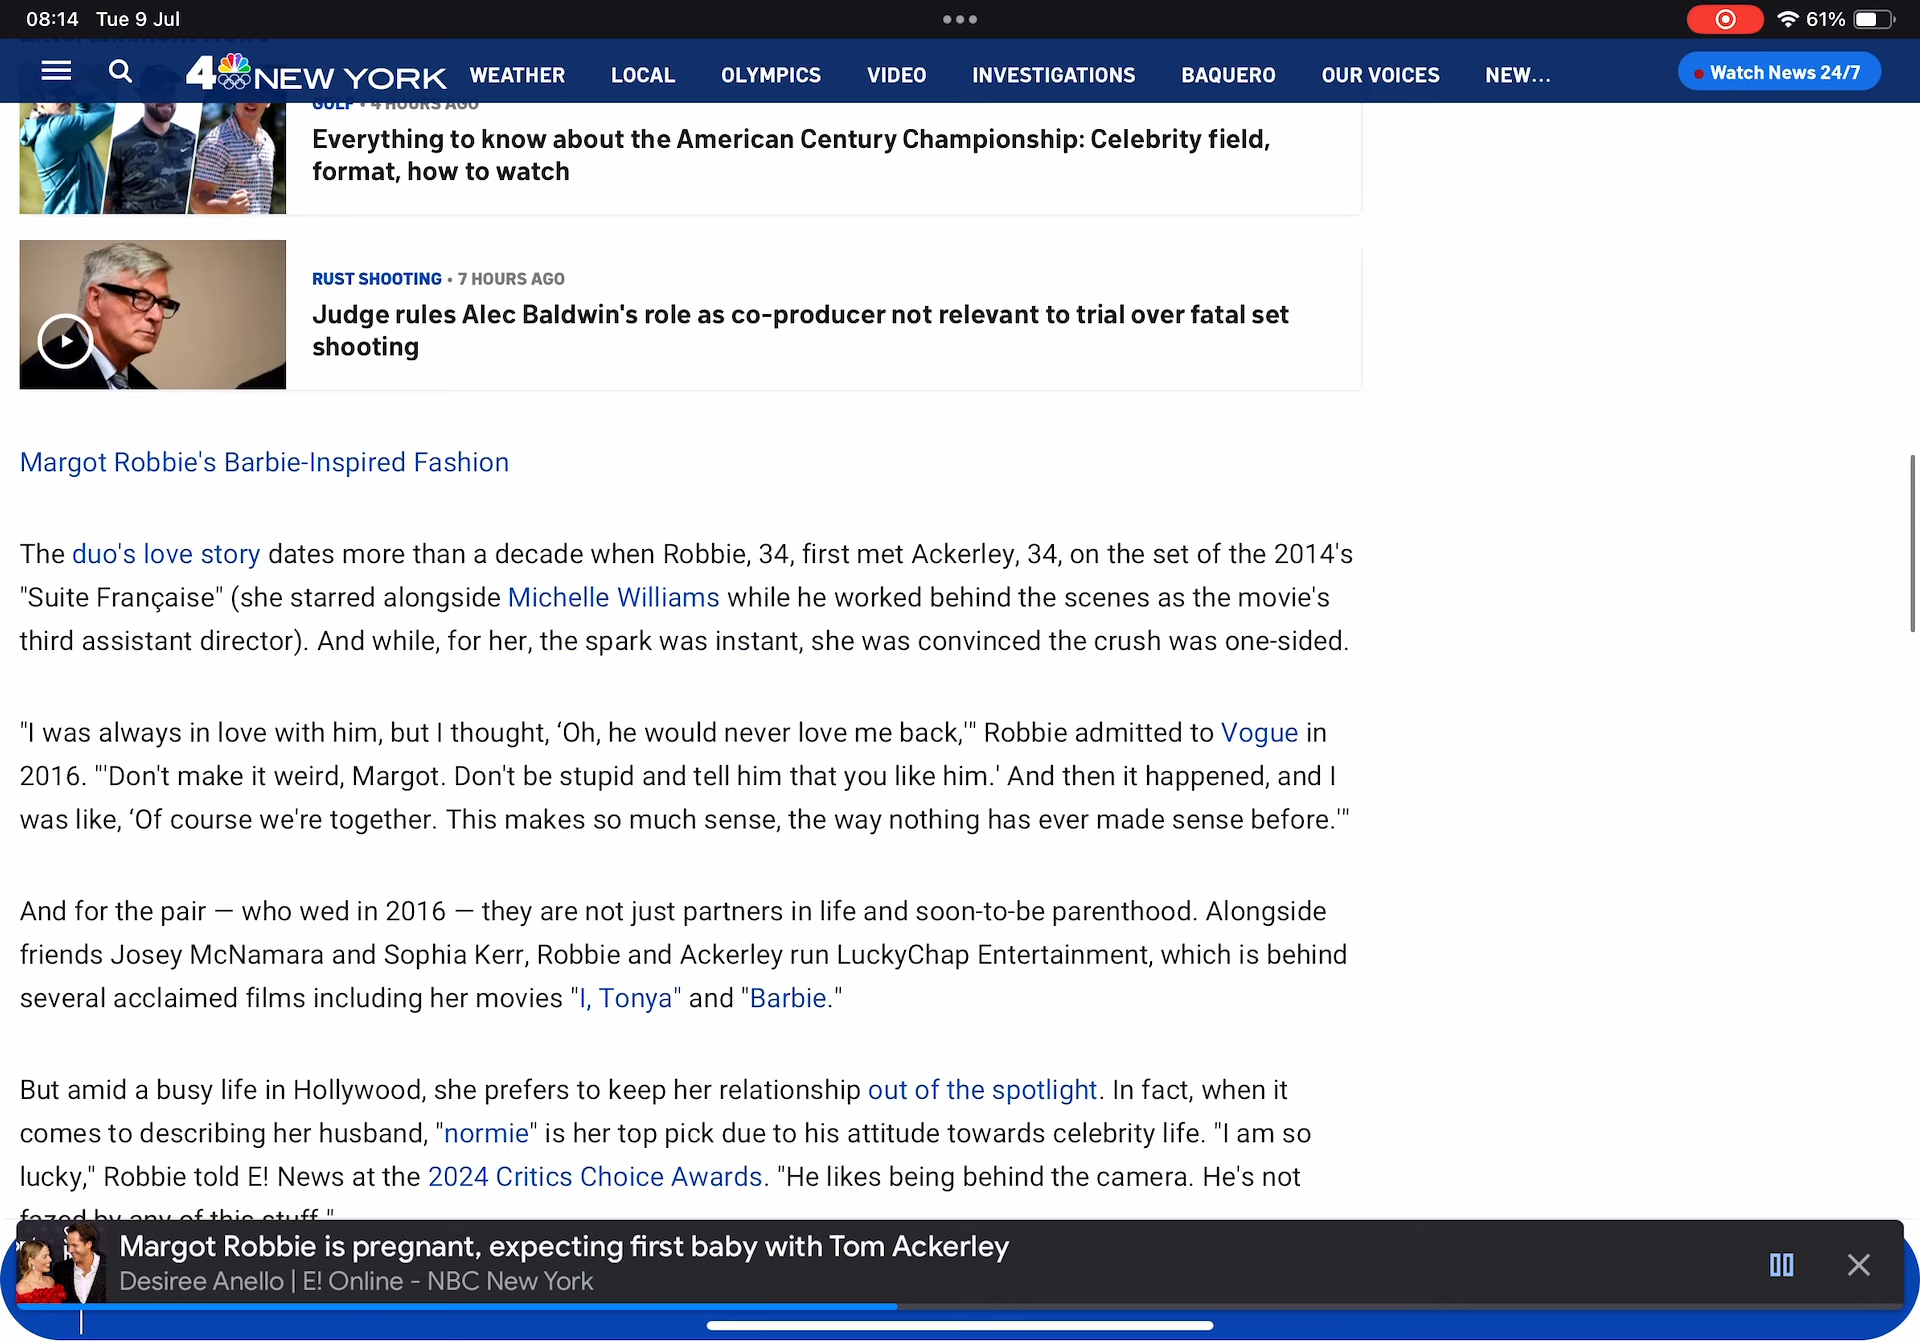 08:14 Tue 9 Jul
61%
4 NEW YORK WEATHER LOCAL OLYMPICS VIDEO INVESTIGATIONS BAQUERO OUR VOICES NEW...
Watch News 24/7
GOLF • 4 HOURS AGO
Everything to know about the American Century Championship: Celebrity field,
format, how to watch
RUST SHOOTING • 7 HOURS AGO
Judge rules Alec Baldwin's role as co-producer not relevant to trial over fatal set
shooting
Margot Robbie's Barbie-Inspired Fashion
The duo's love story dates more than a decade when Robbie, 34, first met Ackerley, 34, on the set of the 2014's
"Suite Française" (she starred alongside Michelle Williams while he worked behind the scenes as the movie's
third assistant director). And while, for her, the spark was instant, she was convinced the crush was one-sided.
"I was always in love with him, but I thought, ‘Oh, he would never love me back,'" Robbie admitted to Vogue in
2016. "'Don't make it weird, Margot. Don't be stupid and tell him that you like him.' And then it happened, and I
was like, ‘Of course we're together. This makes so much sense, the way nothing has ever made sense before.'"
And for the pair — who wed in 2016 — they are not just partners in life and soon-to-be parenthood. Alongside
friends Josey McNamara and Sophia Kerr, Robbie and Ackerley run LuckyChap Entertainment, which is behind
several acclaimed films including her movies "I, Tonya" and "Barbie."
But amid a busy life in Hollywood, she prefers to keep her relationship out of the spotlight. In fact, when it
comes to describing her husband, "normie" is her top pick due to his attitude towards celebrity life. "I am so
lucky," Robbie told E! News at the 2024 Critics Choice Awards. "He likes being behind the camera. He's not
fazed by any of this stuff."
Margot Robbie is pregnant, expecting first baby with Tom Ackerley
Desiree Anello | E! Online - NBC New York